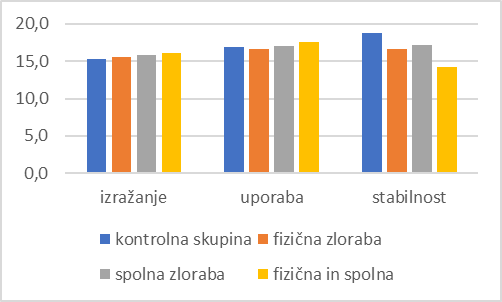 20,0
15,0
10,0
5,0
0,0
izražanje uporaba stabilnost
kontrolna skupina fizična zloraba
spolna zloraba fizična in spolna